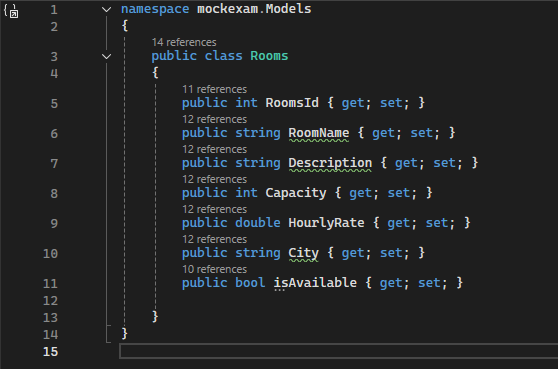 1 namespace mockexam.Models
2 {
14 references
3 public class Rooms
4 {
11 references
5 public int RoomsId { get; set; }
12 references
6 public string RoomName { get; set; }
12 references
7 public string Description { get; set; }
12 references
8 public int Capacity { get; set; }
12 references
9 public double HourlyRate { get; set; }
12 references
10 public string City { get; set; }
10 references
11 public bool isAvailable { get; set; }
12
13 }
14 }
15